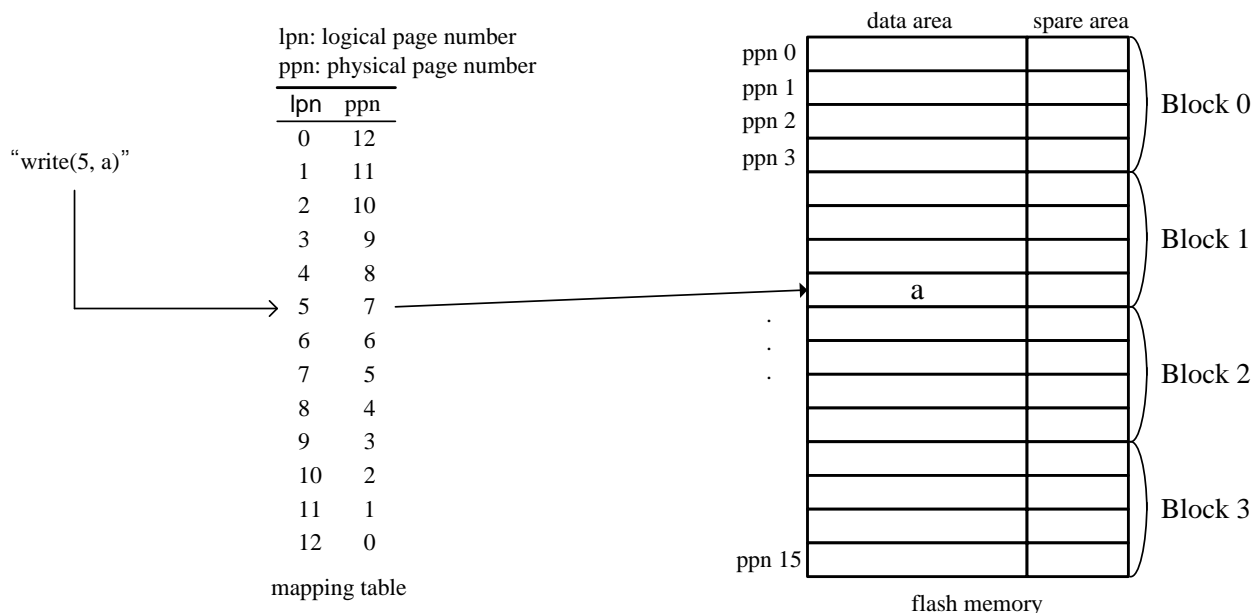 lpn: logical page number
ppn: physical page number
lpn ppn
0 12
1 11
2 10
3 9
4 8
5 7
6 6
7 5
8 4
9 3
10 2
11 1
12 0
mapping table
“write(5, a)”
data area spare area
ppn 0
ppn 1
ppn 2
ppn 3
a
.
.
.
ppn 15
Block 0
Block 1
Block 2
Block 3
flash memory